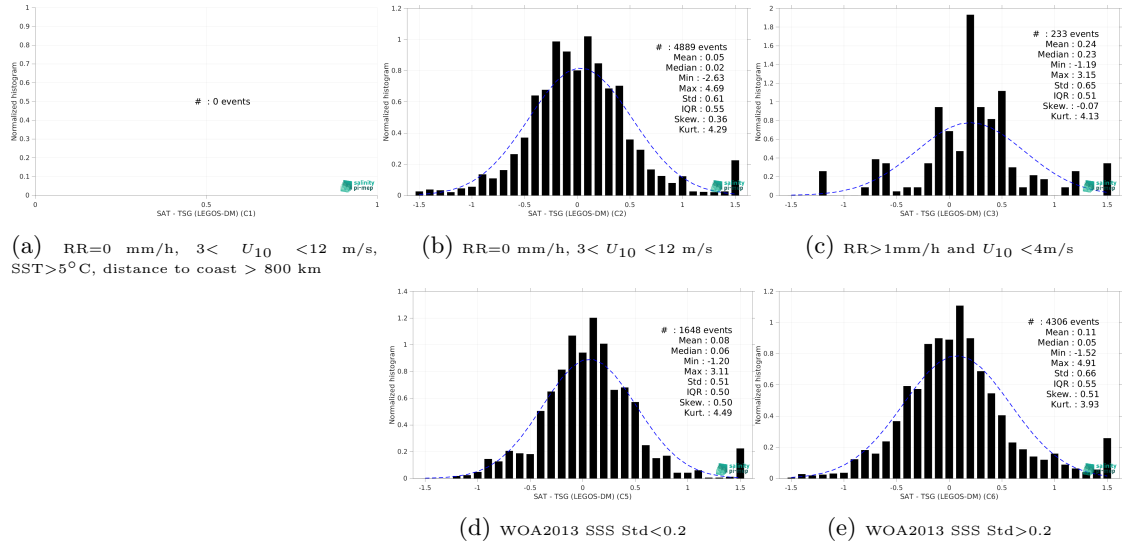 Normalized histogram
1
0.9
0.8
0.7
0.6
0.5
0.4
0.3
0.2
0.1
0
# : 0 events
salinity
pi-mep
0 0.5 1
SAT - TSG (LEGOS-DM) (C1)
(a) RR=0 mm/h, 3< U10 <12 m/s,
SST>5°C, distance to coast > 800 km
Normalized histogram
1.2
1
0.8
0.6
0.4
0.2
0
# : 4889 events
Mean : 0.05
Median : 0.02
Min : -2.63
Max : 4.69
Std : 0.61
IQR : 0.55
Skew. : 0.36
Kurt. : 4.29
salinity
pi-mep
-1.5 -1 -0.5 0 0.5 1 1.5
SAT - TSG (LEGOS-DM) (C2)
(b) RR=0 mm/h, 3< U10 <12 m/s
Normalized histogram
2
1.8
1.6
1.4
1.2
1
0.8
0.6
0.4
0.2
0
# : 233 events
Mean : 0.24
Median : 0.23
Min : -1.19
Max : 3.15
Std : 0.65
IQR : 0.51
Skew. : -0.07
Kurt. : 4.13
salinity
pi-mep
-1.5 -1 -0.5 0 0.5 1 1.5
SAT - TSG (LEGOS-DM) (C3)
(c) RR>1mm/h and U10 <4m/s
Normalized histogram
1.4
1.2
1
0.8
0.6
0.4
0.2
0
# : 1648 events
Mean : 0.08
Median : 0.06
Min : -1.20
Max : 3.11
Std : 0.51
IQR : 0.50
Skew. : 0.50
Kurt. : 4.49
salinity
pi-mep
-1.5 -1 -0.5 0 0.5 1 1.5
SAT - TSG (LEGOS-DM) (C5)
(d) WOA2013 SSS Std<0.2
Normalized histogram
1.2
1
0.8
0.6
0.4
0.2
0
# : 4306 events
Mean : 0.11
Median : 0.05
Min : -1.52
Max : 4.91
Std : 0.66
IQR : 0.55
Skew. : 0.51
Kurt. : 3.93
salinity
pi-mep
-1.5 -1 -0.5 0 0.5 1 1.5
SAT - TSG (LEGOS-DM) (C6)
(e) WOA2013 SSS Std>0.2